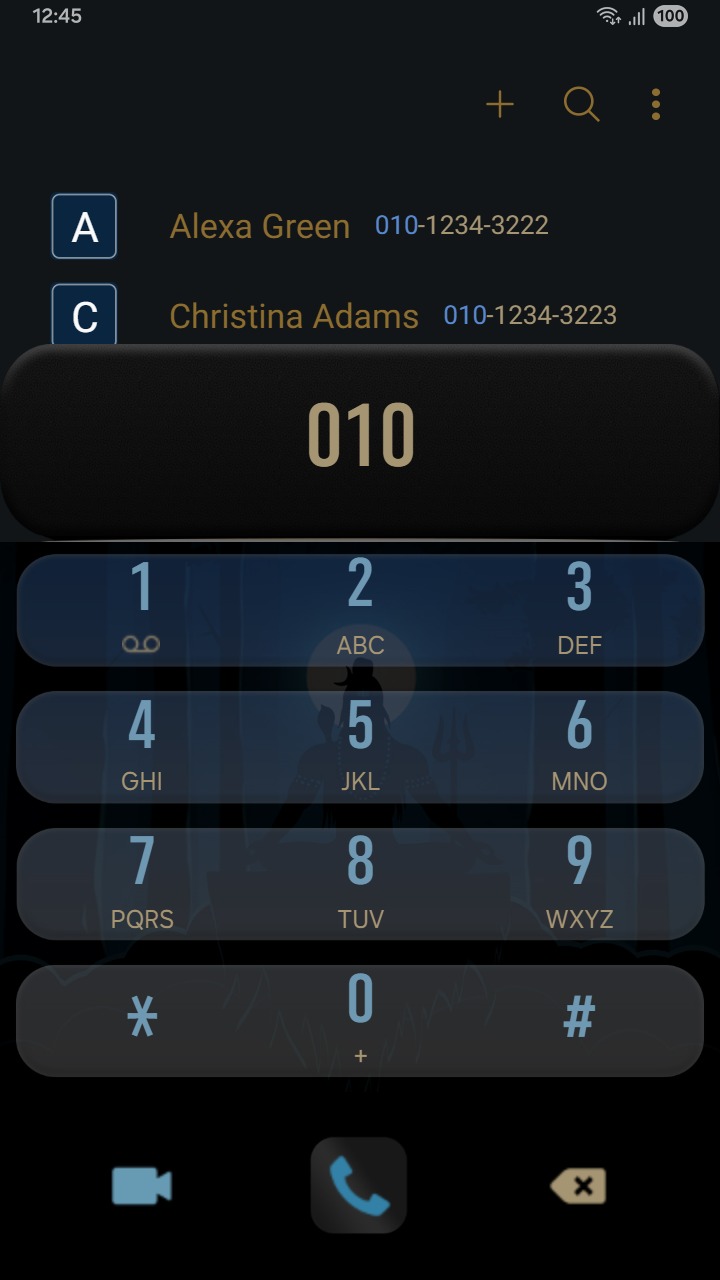 12:45 100
A Alexa Green 010-1234-3222
C Christina Adams 010-1234-3223
010
1 2 3
ABC DEF
4 5 6
GHI JKL MNO
7 8 9
PQRS TUV WXYZ
* 0 #
+